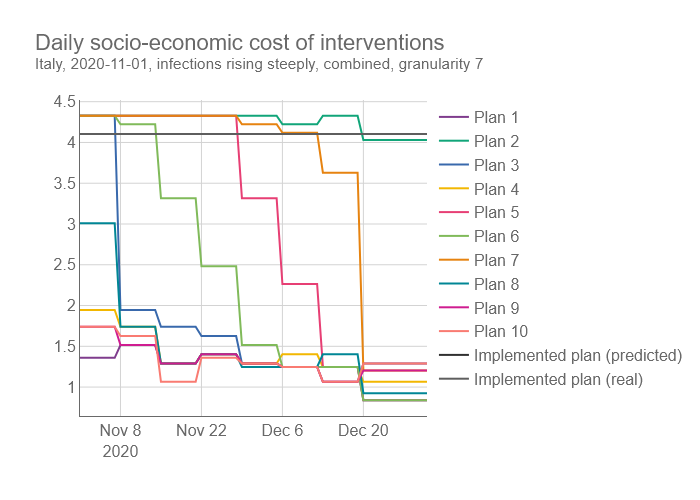 Daily socio-economic cost of interventions
Italy, 2020-11-01, infections rising steeply, combined, granularity 7
4.5
4
3.5
3
2.5
2
1.5
1
Nov 8
2020
Nov 22
Dec 6
Dec 20
Plan 1
Plan 2
Plan 3
Plan 4
Plan 5
Plan 6
Plan 7
Plan 8
Plan 9
Plan 10
Implemented plan (predicted)
Implemented plan (real)